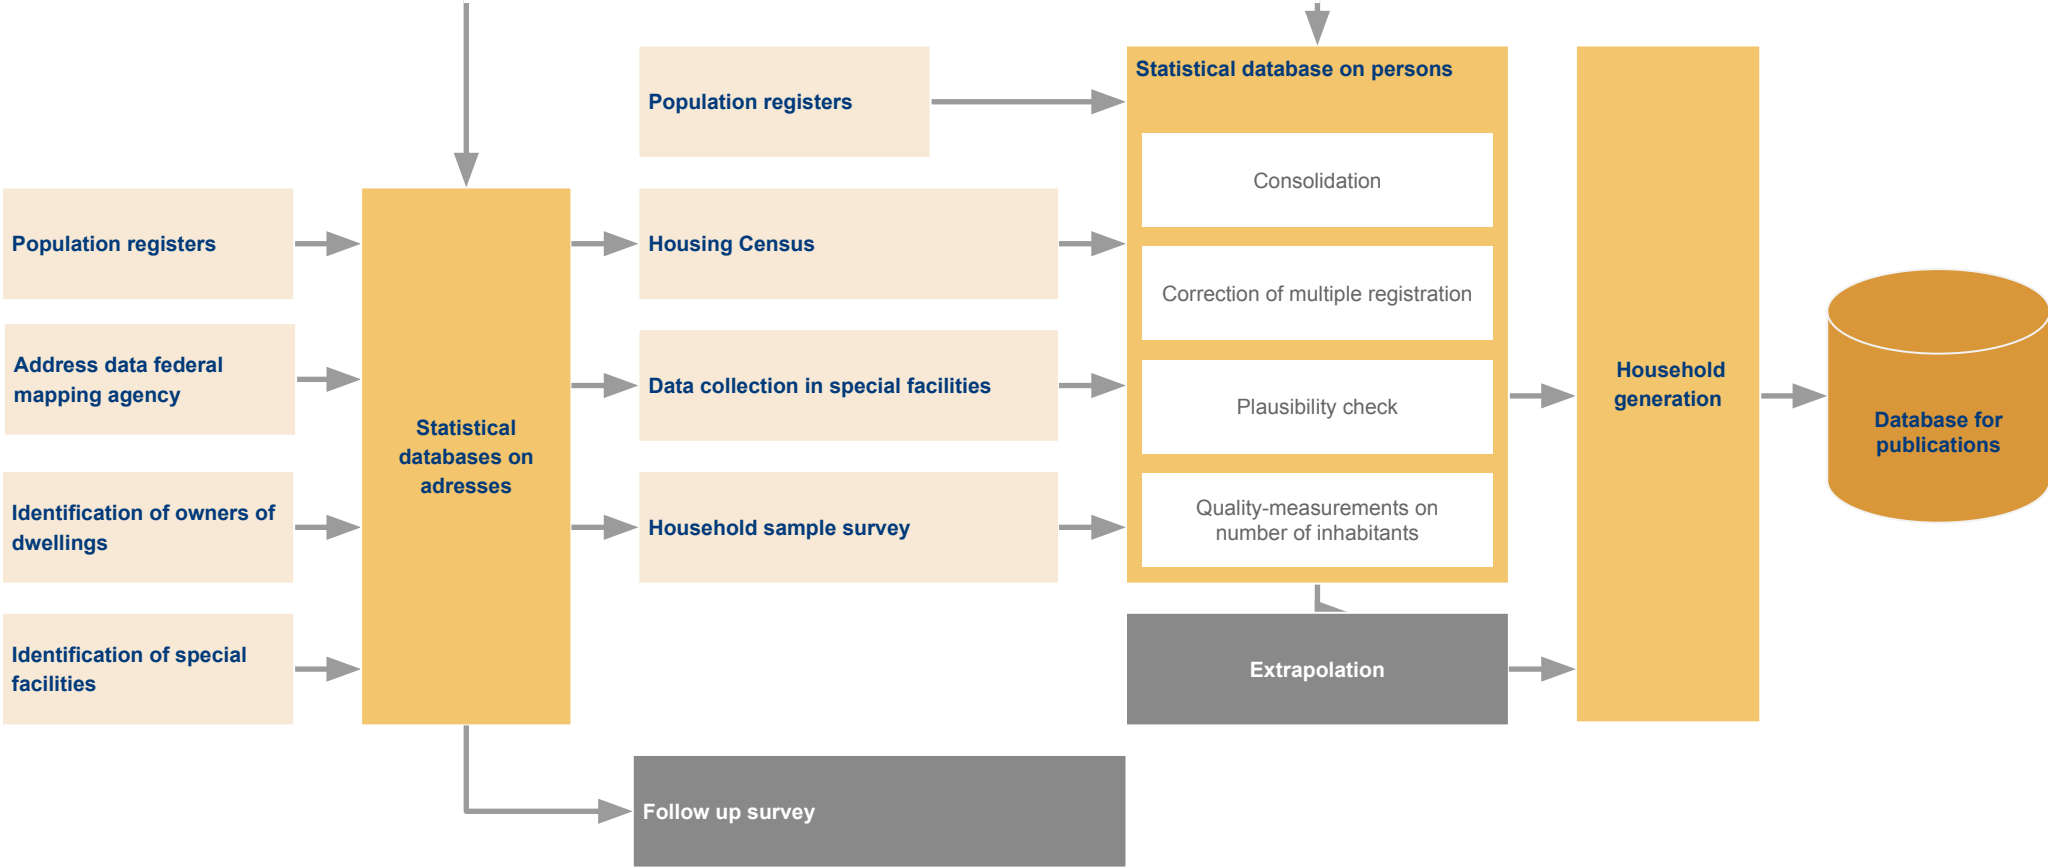 Population registers
Address data federal
mapping agency
Identification of owners of
dwellings
Identification of special
facilities
Statistical
databases on
adresses
Population registers
Housing Census
Data collection in special facilities
Household sample survey
Follow up survey
Statistical database on persons
Consolidation
Correction of multiple registration
Plausibility check
Quality-measurements on
number of inhabitants
Extrapolation
Household
generation
Database for
publications